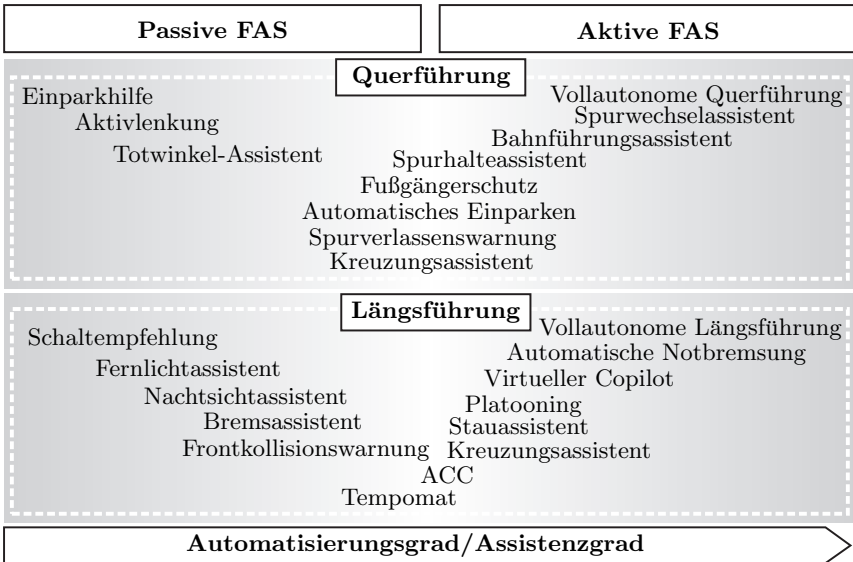 Passive FAS
Aktive FAS
Querführung
Einparkhilfe
Aktivlenkung
Totwinkel-Assistent
Vollautonome Querführung
Spurwechselassistent
Bahnführungsassistent
Spurhalteassistent
Fußgängerschutz
Automatisches Einparken
Spurverlassenswarnung
Kreuzungsassistent
Längsführung
Schaltempfehlung
Fernlichtassistent
Nachtsichtassistent
Bremsassistent
Frontkollisionswarnung
Vollautonome Längsführung
Automatische Notbremsung
Virtueller Copilot
Platooning
Stauassistent
Kreuzungsassistent
ACC
Tempomat
Automatisierungsgrad/Assistenzgrad